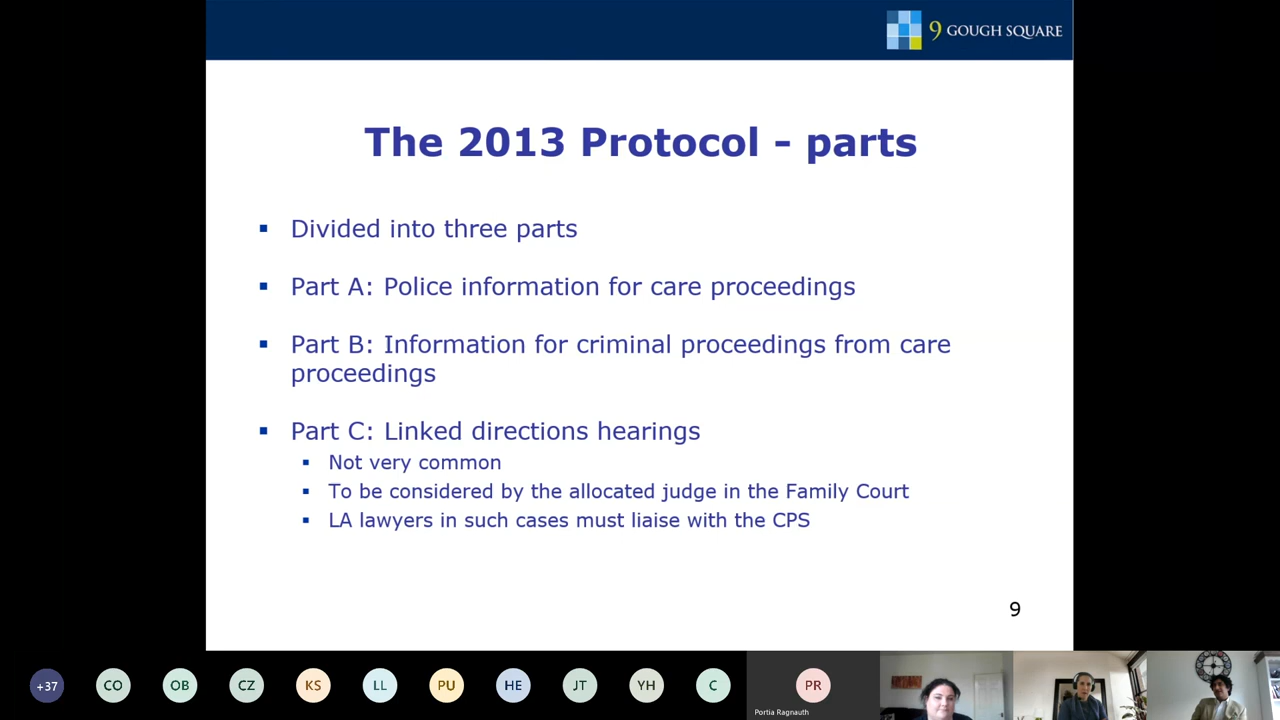 9 GOUGH SQUARE
The 2013 Protocol - parts
Divided into three parts
Part A: Police information for care proceedings
Part B: Information for criminal proceedings from care
proceedings
Part C: Linked directions hearings
Not very common
To be considered by the allocated judge in the Family Court
LA lawyers in such cases must liaise with the CPS
9
+37 CO OB CZ KS LL PU HE JT YH C PR
Portia Ragnauth